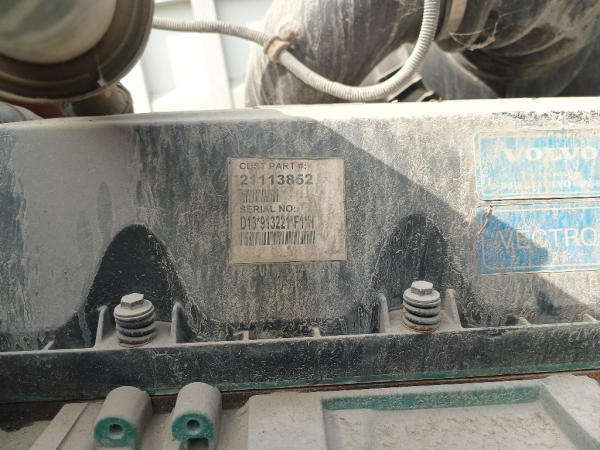 CUST PART #:
21113852
SERIAL NO.:
D13*913221*F1*H
VOLVO
VECTRO